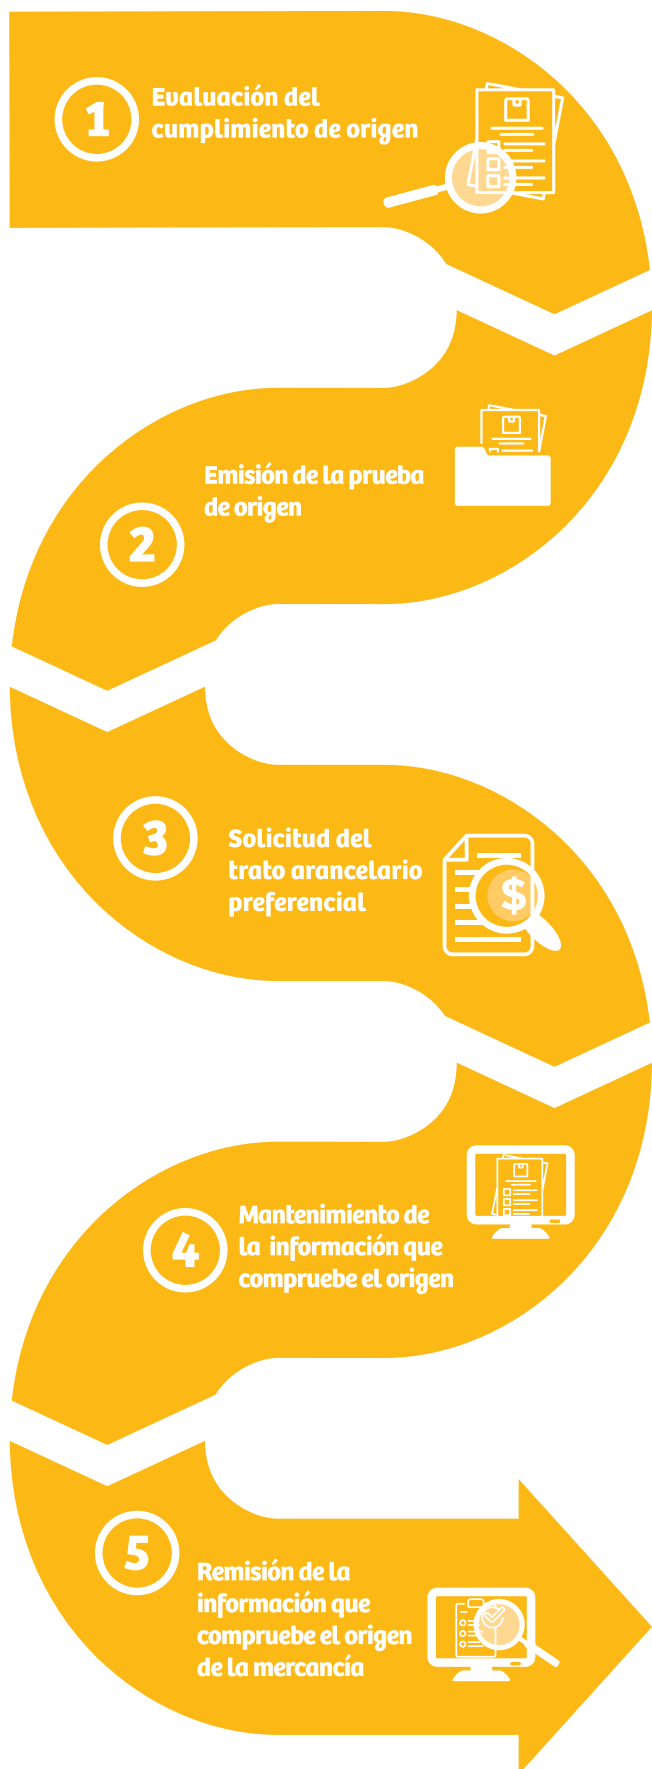 1
Evaluación del
cumplimiento de origen
2
Emisión de la prueba
de origen
3
Solicitud del
trato arancelario
preferencial
$
4
Mantenimiento de
la información que
compruebe el origen
5
Remisión de la
información que
compruebe el origen
de la mercancía